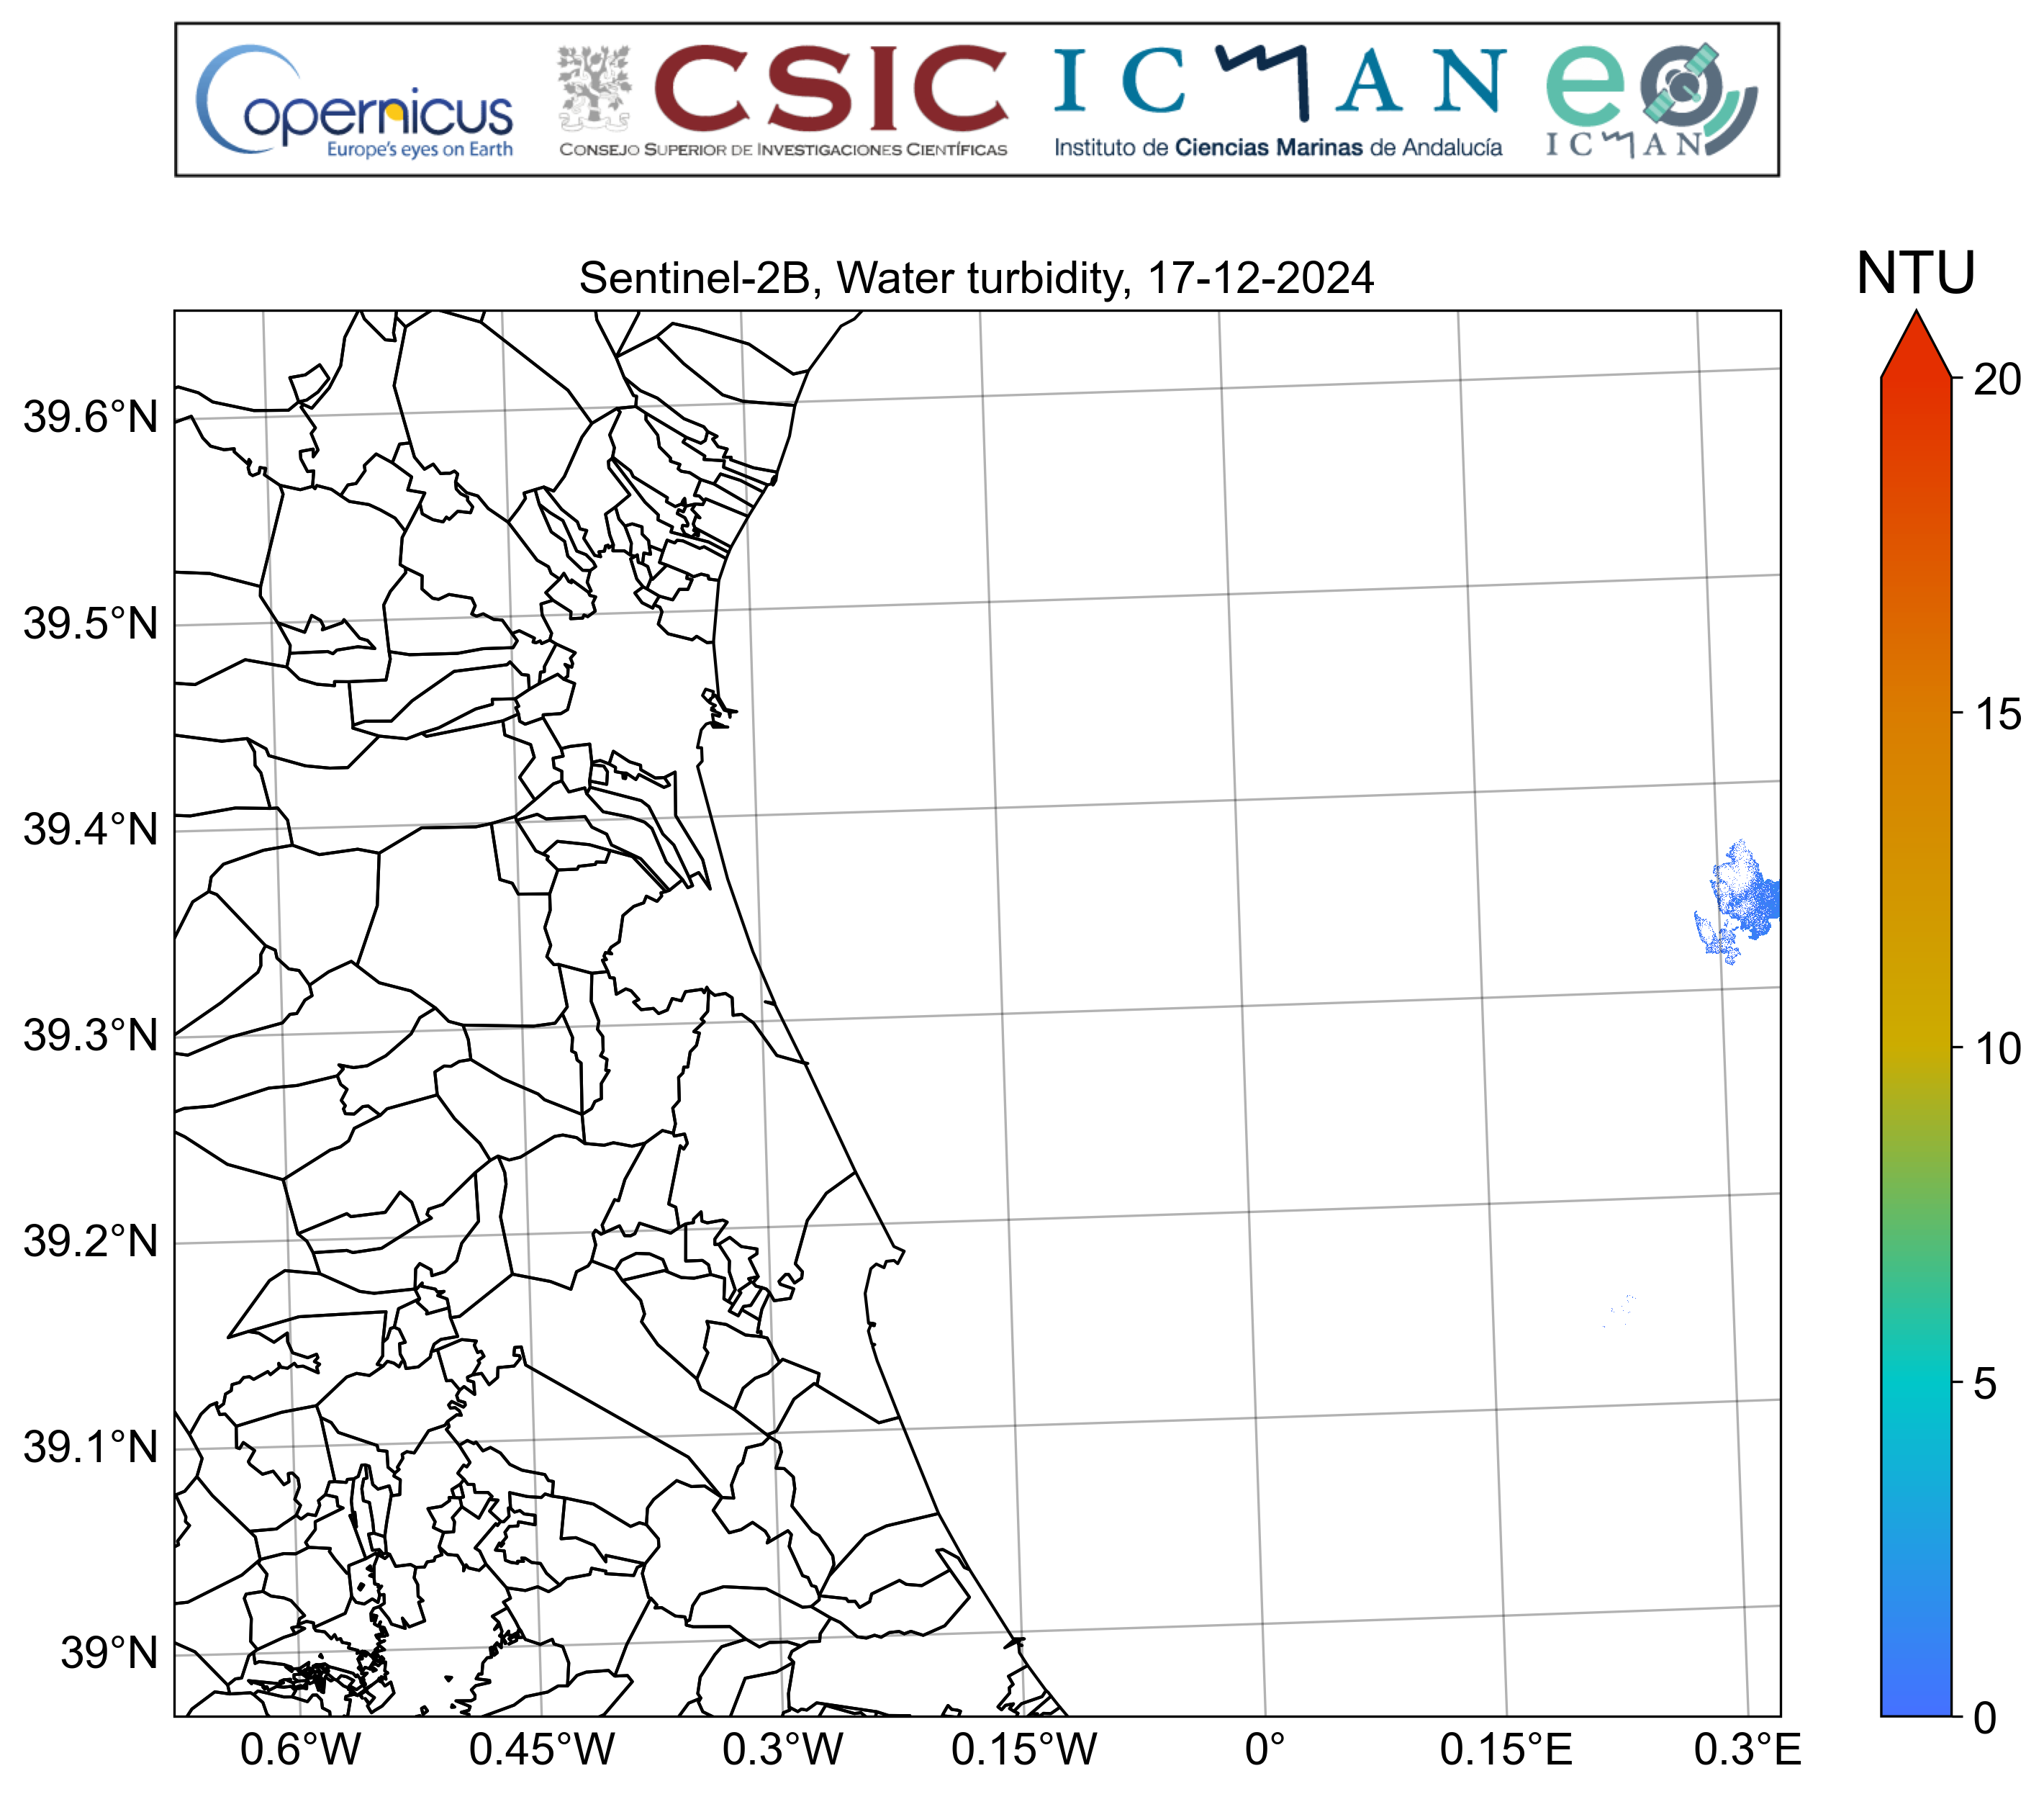 Copernicus
Europe's eyes on Earth
CSIC
CONSEJO SUPERIOR DE INVESTIGACIONES CIENTÍFICAS
ICMAN
Instituto de Ciencias Marinas de Andalucía
eo
ICMAN
Sentinel-2B, Water turbidity, 17-12-2024
NTU
39.6°N
39.5°N
39.4°N
39.3°N
39.2°N
39.1°N
39°N
0.6°W
0.45°W
0.3°W
0.15°W
0°
0.15°E
0.3°E
20
15
10
5
0